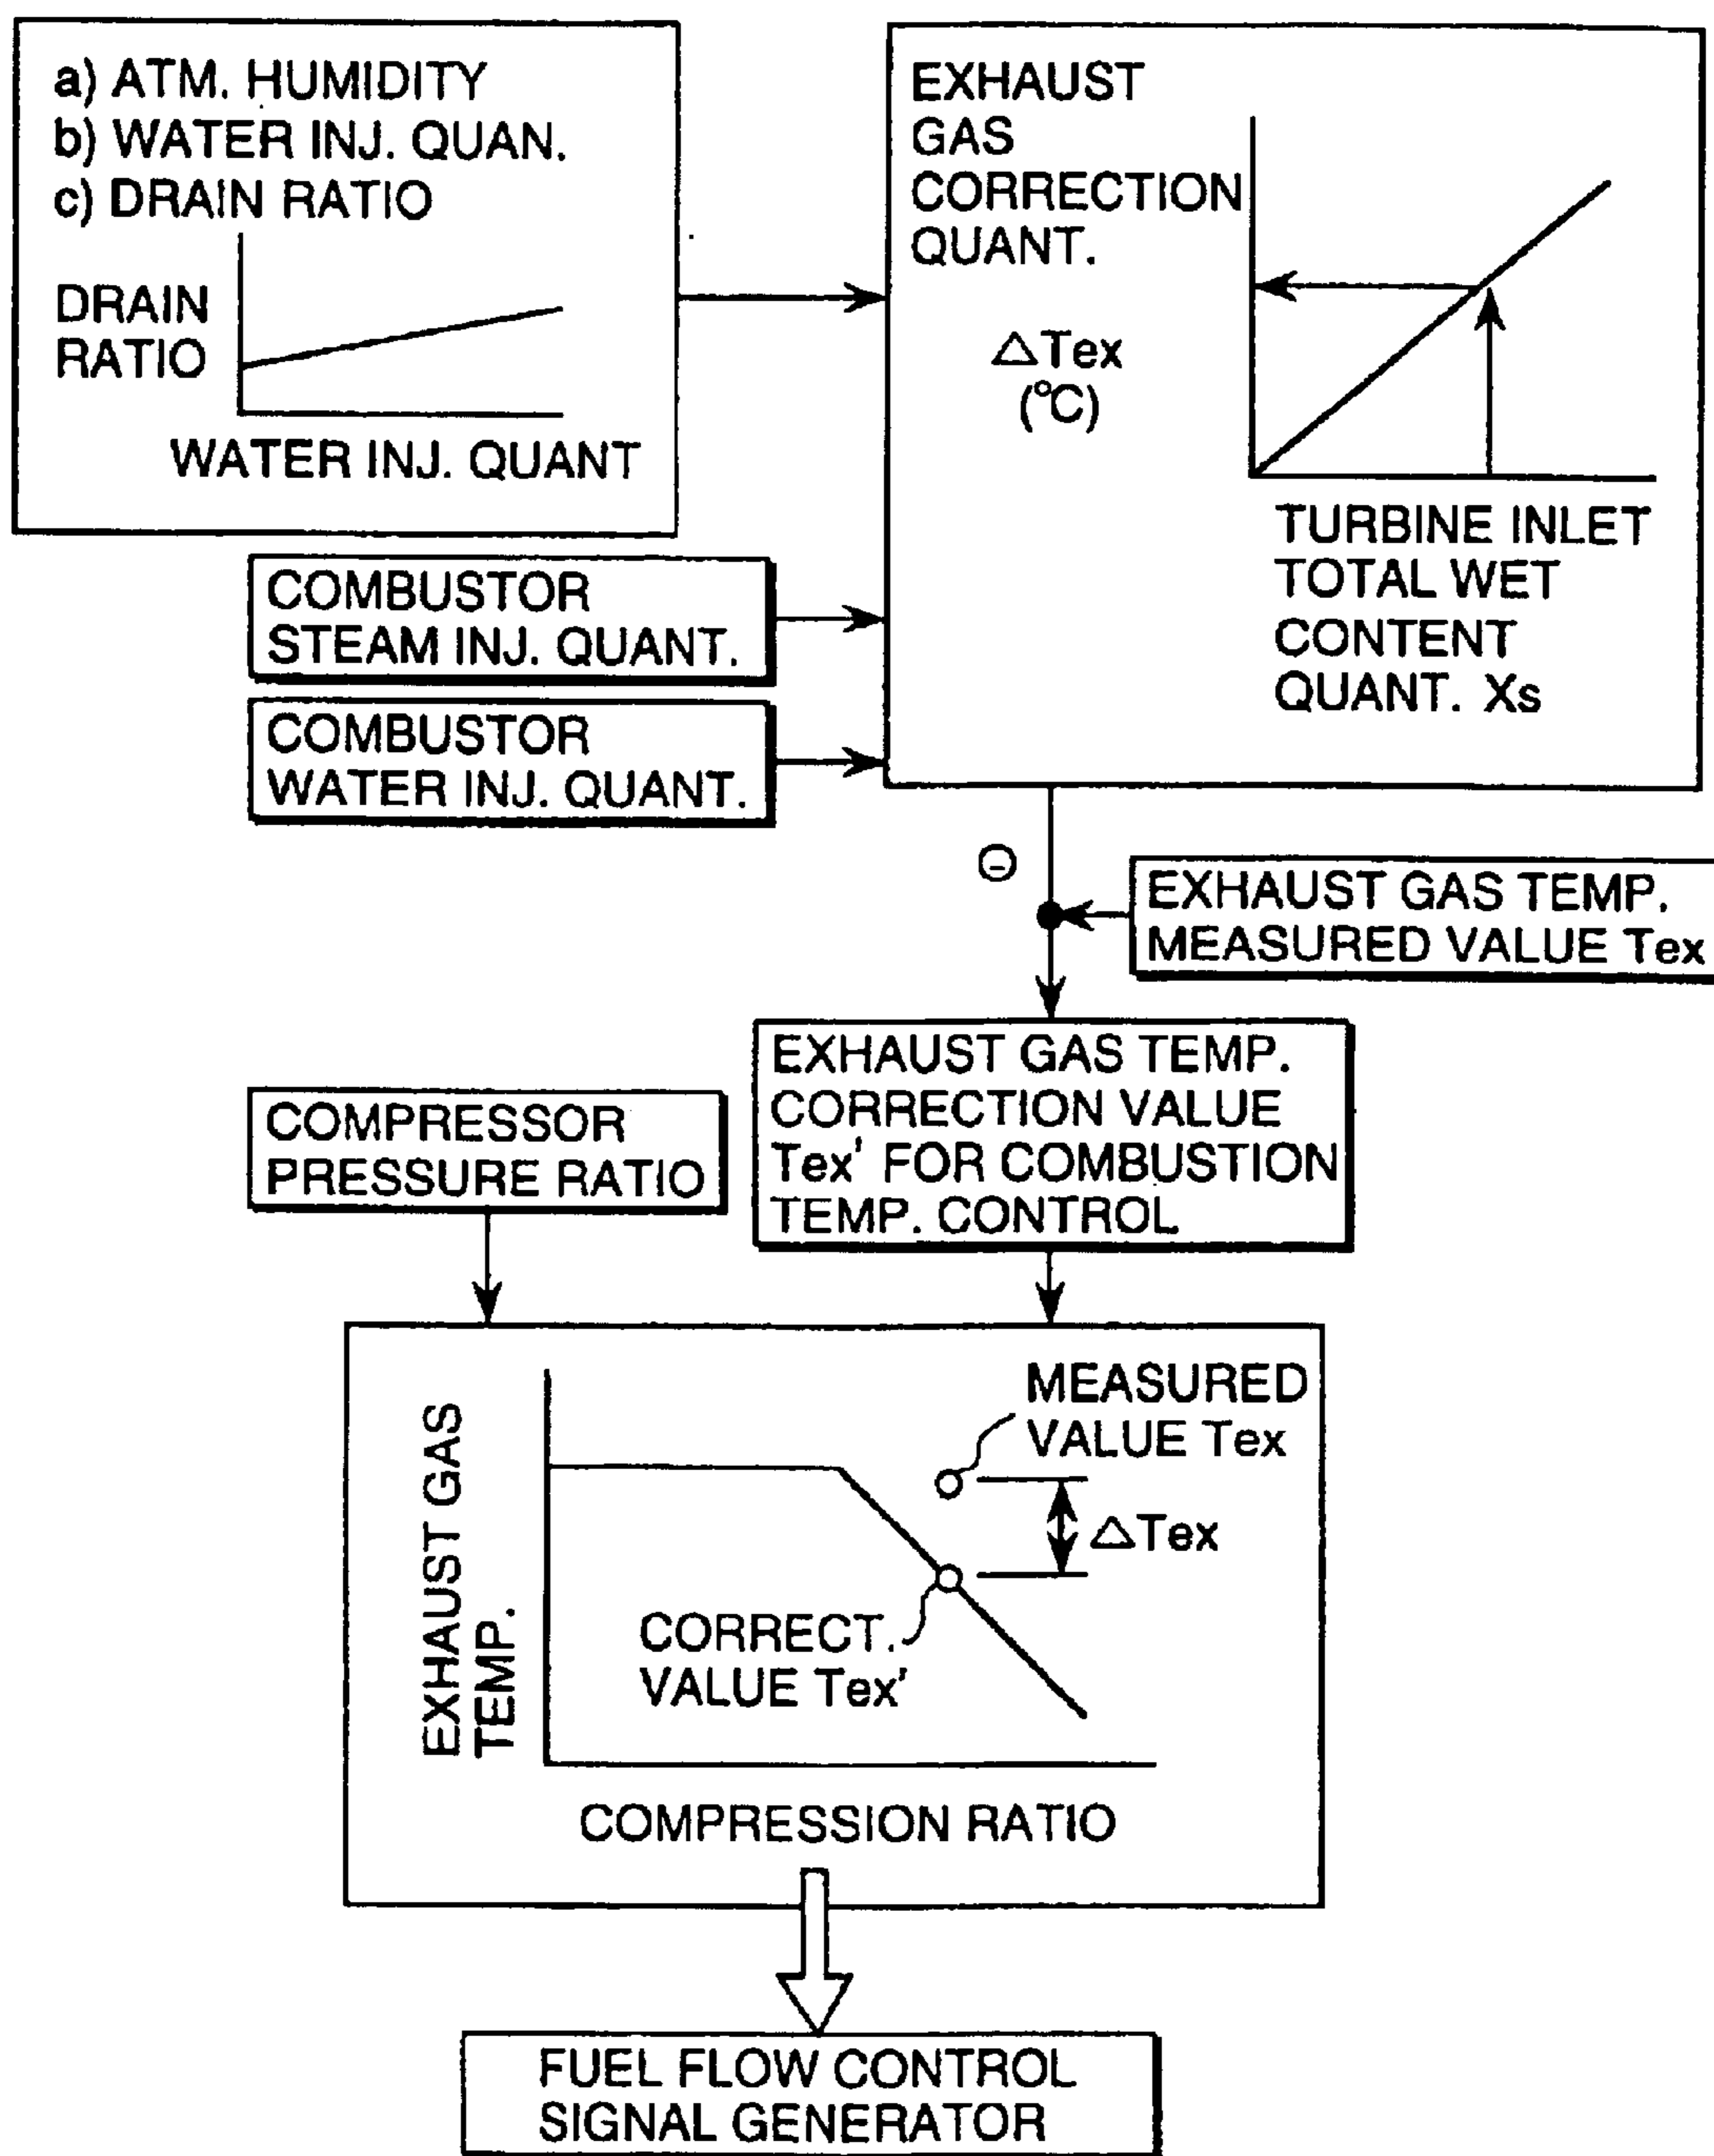 a) ATM. HUMIDITY
b) WATER INJ. QUAN.
c) DRAIN RATIO
DRAIN
RATIO
WATER INJ. QUANT
EXHAUST
GAS
CORRECTION
QUANT.
△Tex
(°C)
TURBINE INLET
TOTAL WET
CONTENT
QUANT. Xs
COMBUSTOR
STEAM INJ. QUANT.
COMBUSTOR
WATER INJ. QUANT.
⊖
EXHAUST GAS TEMP.
MEASURED VALUE Tex
EXHAUST GAS TEMP.
CORRECTION VALUE
Tex' FOR COMBUSTION
TEMP. CONTROL
COMPRESSOR
PRESSURE RATIO
EXHAUST GAS
TEMP.
MEASURED
VALUE Tex
△Tex
CORRECT.
VALUE Tex'
COMPRESSION RATIO
FUEL FLOW CONTROL
SIGNAL GENERATOR